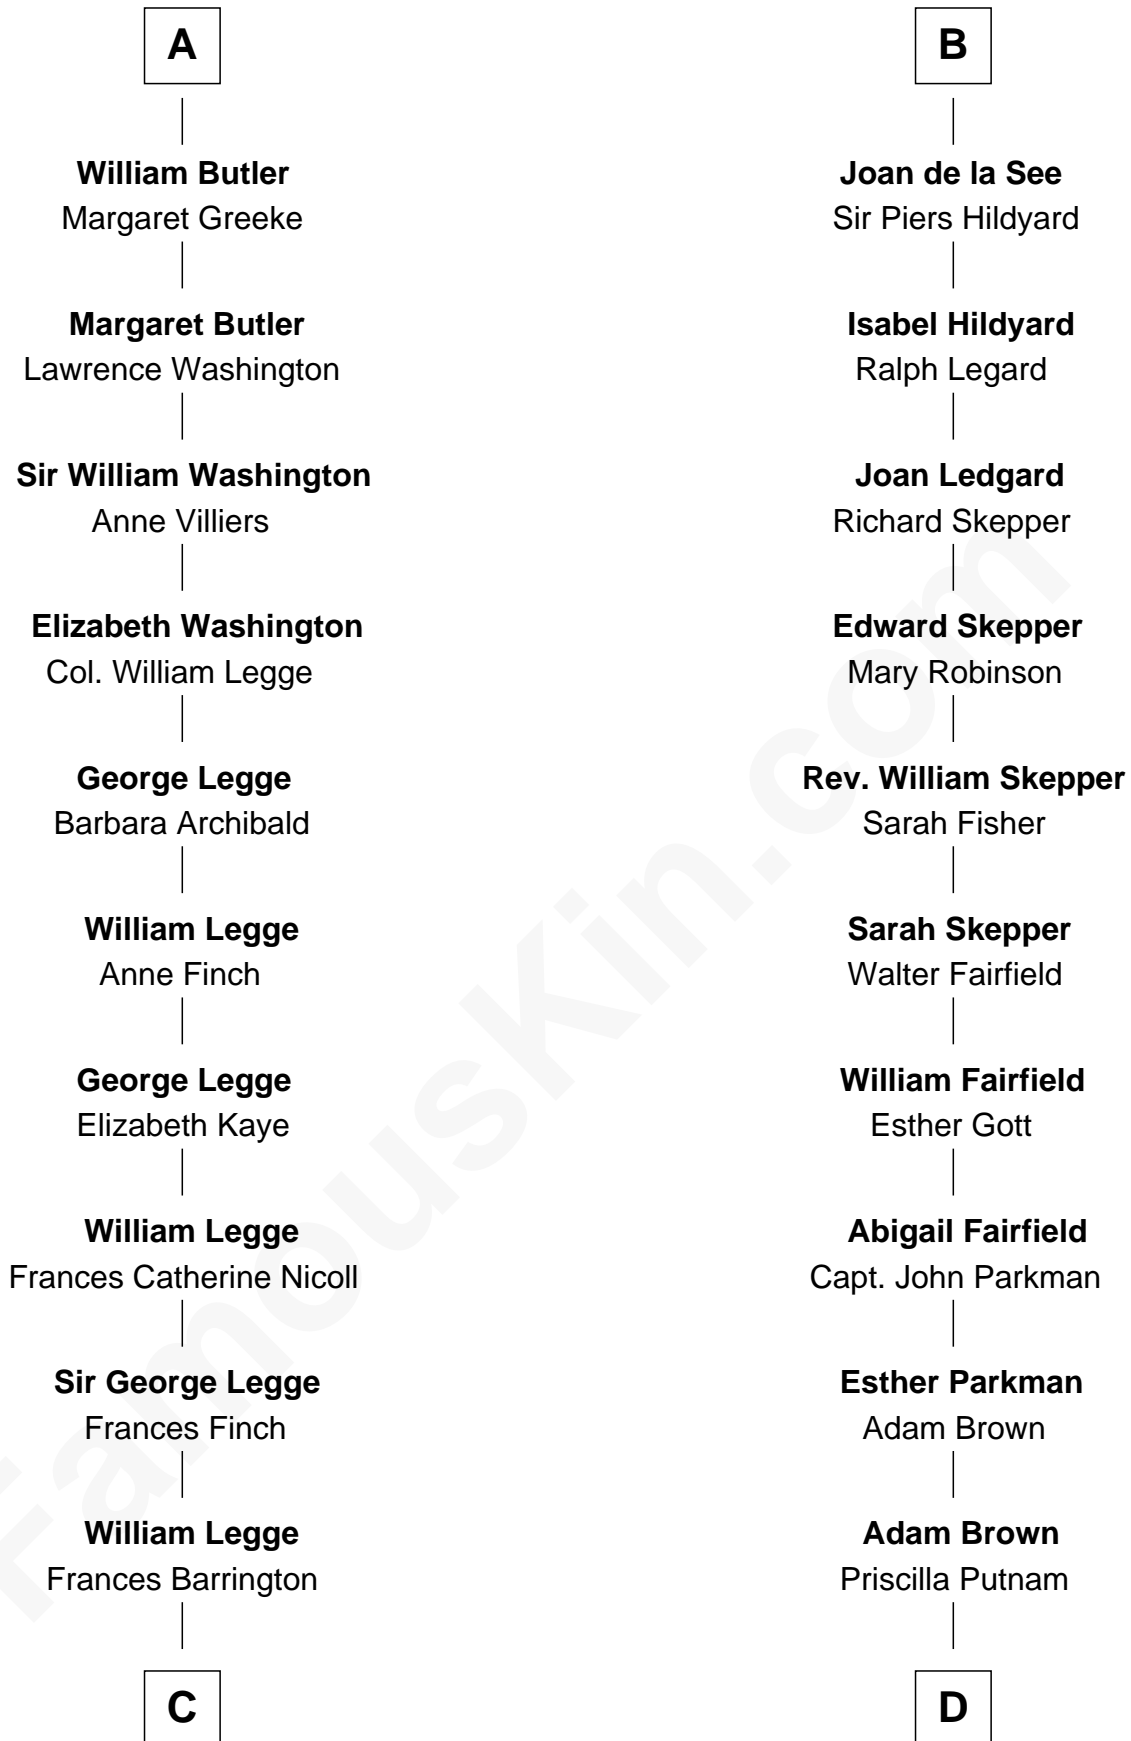 A
William Butler
Margaret Greeke
Margaret Butler
Lawrence Washington
Sir William Washington
Anne Villiers
Elizabeth Washington
Col. William Legge
George Legge
Barbara Archibald
William Legge
Anne Finch
George Legge
Elizabeth Kaye
William Legge
Frances Catherine Nicoll
Sir George Legge
Frances Finch
William Legge
Frances Barrington
C
B
Joan de la See
Sir Piers Hildyard
Isabel Hildyard
Ralph Legard
Joan Ledgard
Richard Skepper
Edward Skepper
Mary Robinson
Rev. William Skepper
Sarah Fisher
Sarah Skepper
Walter Fairfield
William Fairfield
Esther Gott
Abigail Fairfield
Capt. John Parkman
Esther Parkman
Adam Brown
Adam Brown
Priscilla Putnam
D
FamousKin.com